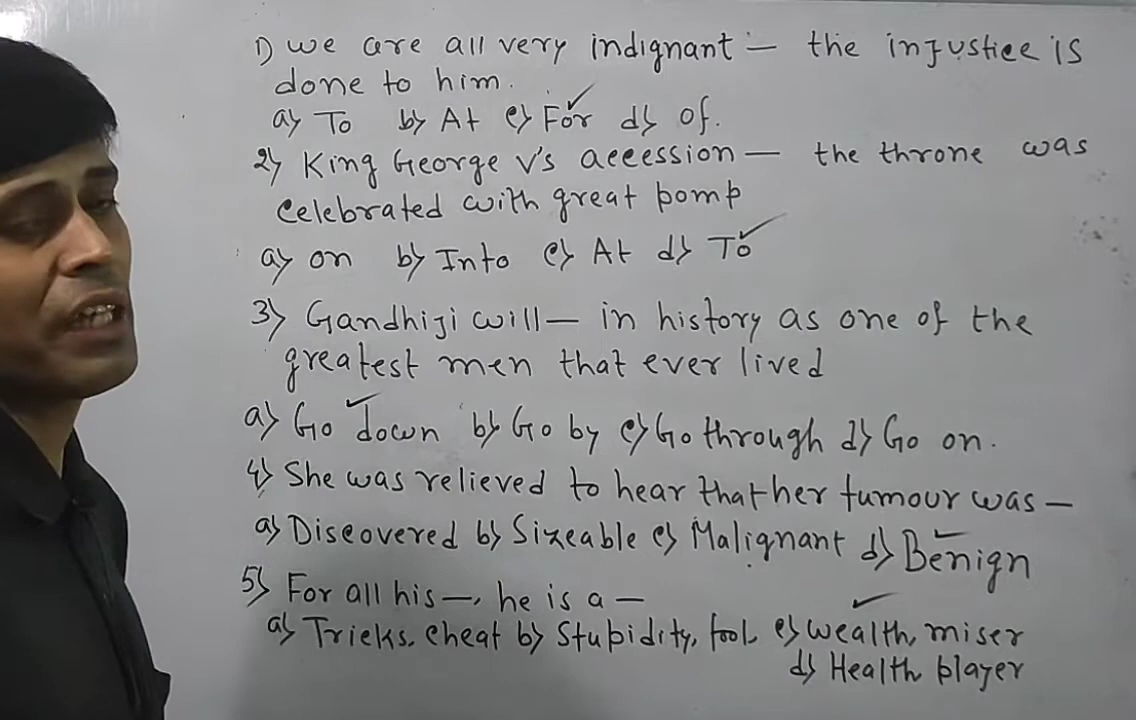 1) we are all very indignant — the injustice is
done to him.
a) To b) At c) For ✓ d) of.
2) King George V's accession — the throne was
celebrated with great pomp
a) on b) Into c) At d) To ✓
3) Gandhiji will — in history as one of the
greatest men that ever lived
a) Go down ✓ b) Go by c) Go through d) Go on.
4) She was relieved to hear that her tumour was —
a) Discovered b) Sizeable c) Malignant d) Benign ✓
5) For all his —, he is a —
a) Tricks, cheat b) Stupidity, fool c) wealth, miser ✓
d) Health player